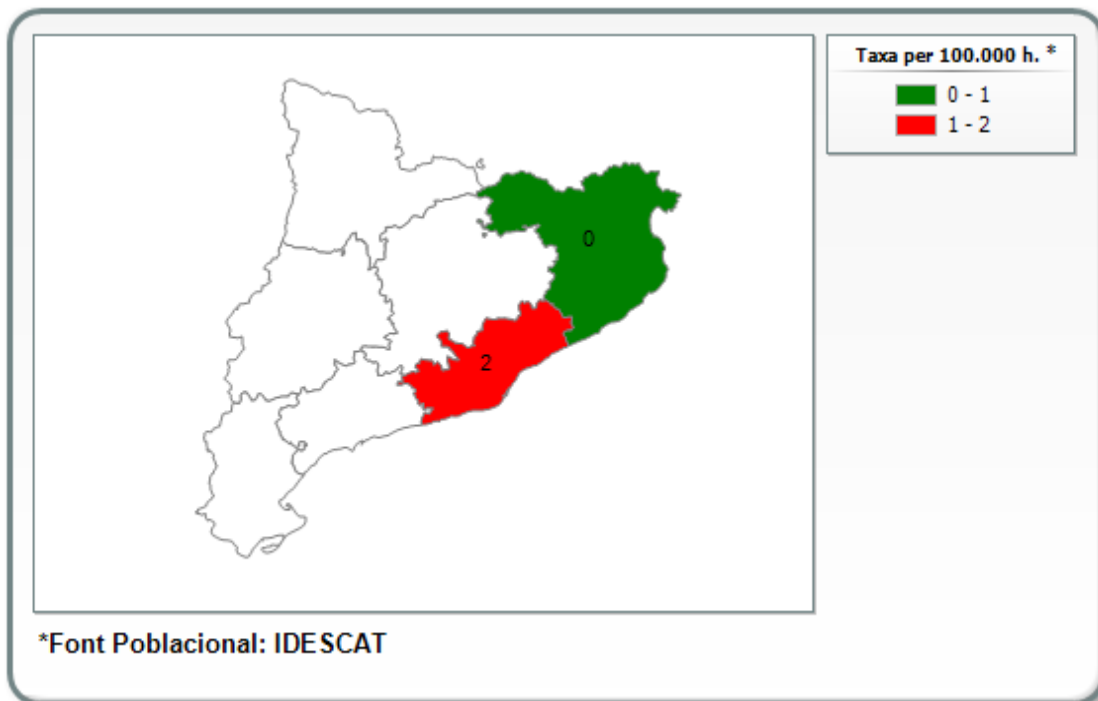 Taxa per 100.000 h. *
0 - 1
1 - 2
0
2
*Font Poblacional: IDESCAT